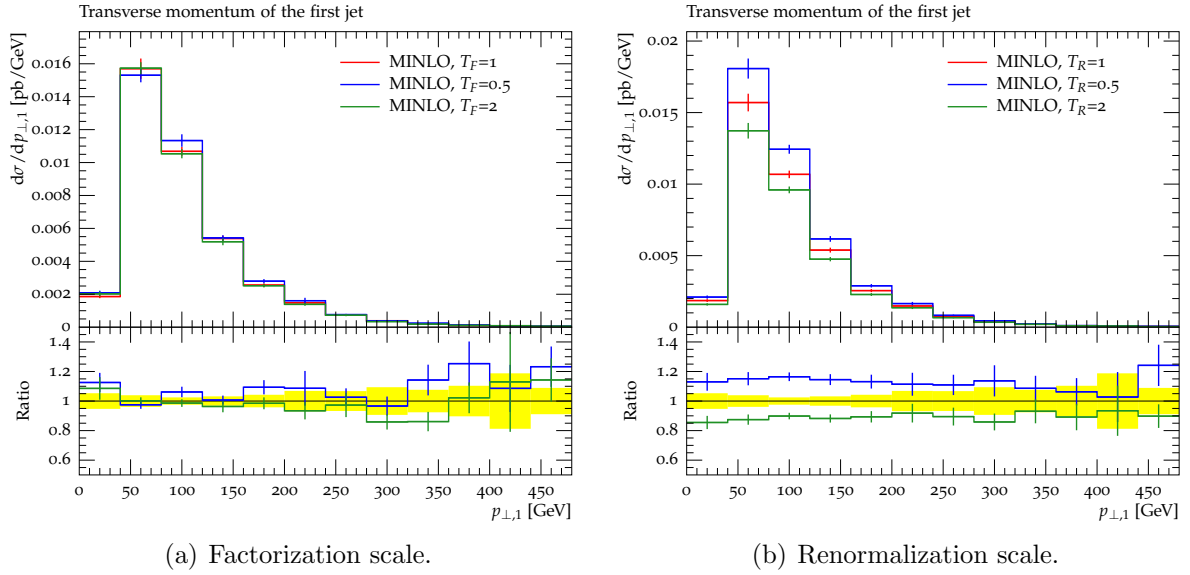 Transverse momentum of the first jet
MINLO, T_F=1
MINLO, T_F=0.5
MINLO, T_F=2
dσ/dp_⊥,1 [pb/GeV]
0.016
0.014
0.012
0.01
0.008
0.006
0.004
0.002
0
Ratio
1.4
1.2
1
0.8
0.6
0 50 100 150 200 250 300 350 400 450
p_⊥,1 [GeV]
(a) Factorization scale.
Transverse momentum of the first jet
MINLO, T_R=1
MINLO, T_R=0.5
MINLO, T_R=2
dσ/dp_⊥,1 [pb/GeV]
0.02
0.015
0.01
0.005
0
Ratio
1.4
1.2
1
0.8
0.6
0 50 100 150 200 250 300 350 400 450
p_⊥,1 [GeV]
(b) Renormalization scale.